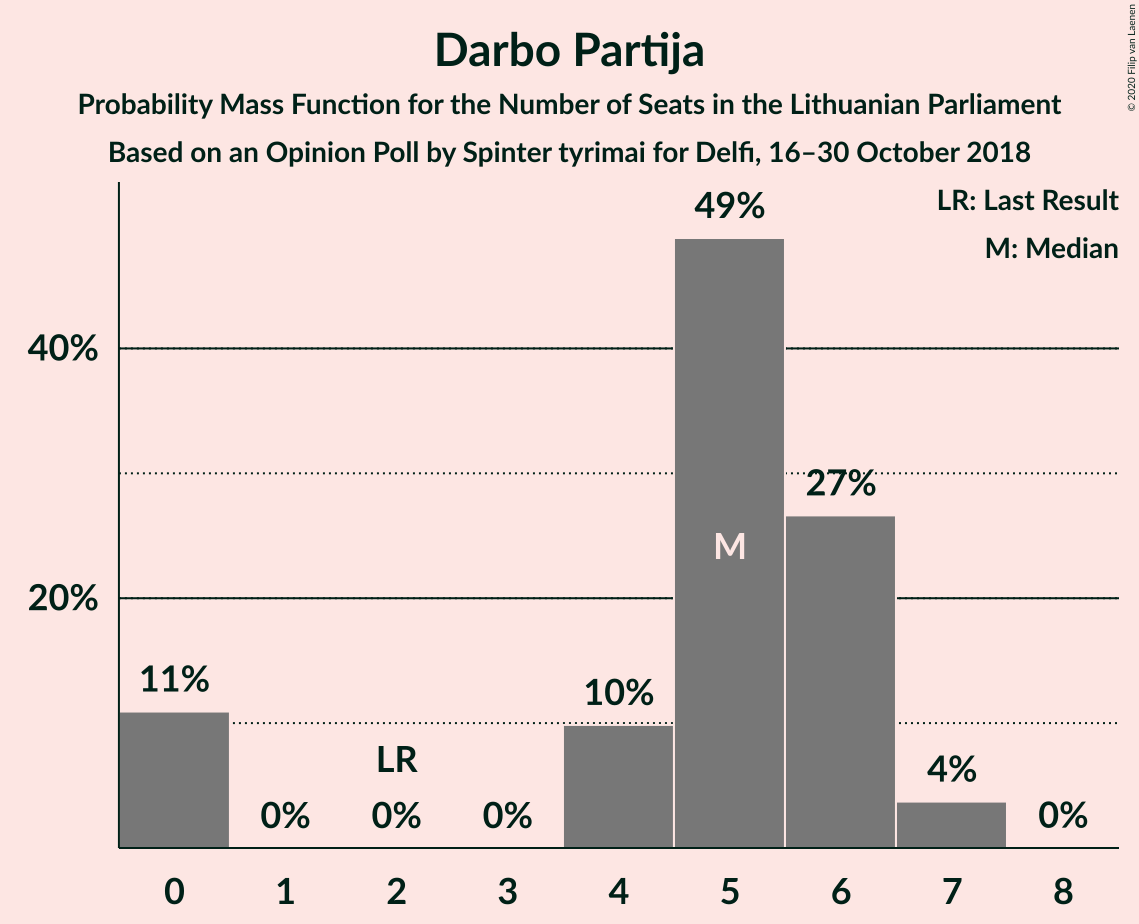 Darbo Partija
Probability Mass Function for the Number of Seats in the Lithuanian Parliament
Based on an Opinion Poll by Spinter tyrimai for Delfi, 16–30 October 2018
© 2020 Filip van Laenen
LR: Last Result
M: Median
49%
40%
27%
M
20%
11%
10%
LR
4%
0%
0%
0%
0%
0 1 2 3 4 5 6 7 8